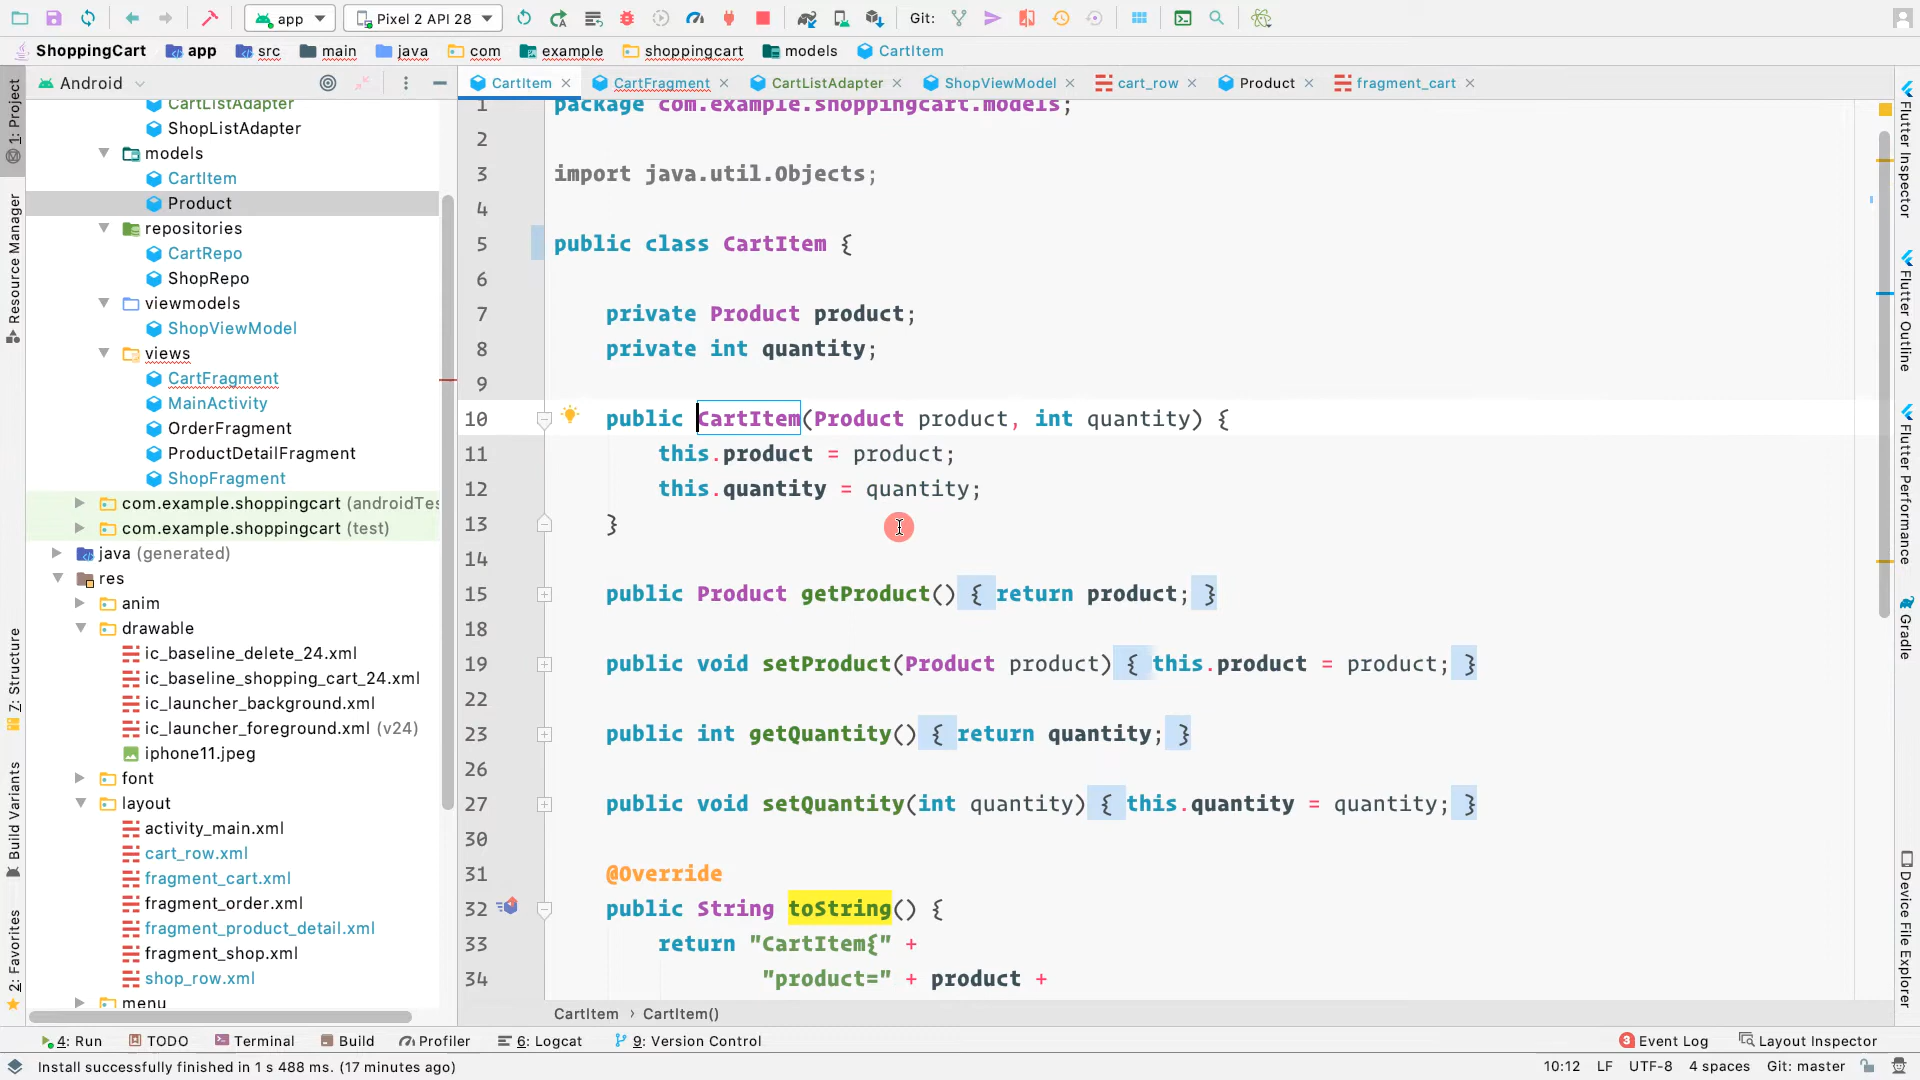 app
Pixel 2 API 28
Git:
ShoppingCart
app
src
main
java
com
example
shoppingcart
models
CartItem
Android
CartItem
CartFragment
CartListAdapter
ShopViewModel
cart_row
Product
fragment_cart
1: Project
Resource Manager
7: Structure
Build Variants
2: Favorites
CartListAdapter
ShopListAdapter
models
CartItem
Product
repositories
CartRepo
ShopRepo
viewmodels
ShopViewModel
views
CartFragment
MainActivity
OrderFragment
ProductDetailFragment
ShopFragment
com.example.shoppingcart (androidTes
com.example.shoppingcart (test)
java (generated)
res
anim
drawable
ic_baseline_delete_24.xml
ic_baseline_shopping_cart_24.xml
ic_launcher_background.xml
ic_launcher_foreground.xml (v24)
iphone11.jpeg
font
layout
activity_main.xml
cart_row.xml
fragment_cart.xml
fragment_order.xml
fragment_product_detail.xml
fragment_shop.xml
shop_row.xml
menu
1 package com.example.shoppingcart.models;
2
3 import java.util.Objects;
4
5 public class CartItem {
6
7 private Product product;
8 private int quantity;
9
10 public CartItem(Product product, int quantity) {
11 this.product = product;
12 this.quantity = quantity;
13 }
14
15 public Product getProduct() { return product; }
18
19 public void setProduct(Product product) { this.product = product; }
22
23 public int getQuantity() { return quantity; }
26
27 public void setQuantity(int quantity) { this.quantity = quantity; }
30
31 @Override
32 public String toString() {
33 return "CartItem{" +
34 "product=" + product +
CartItem › CartItem()
Flutter Inspector
Flutter Outline
Flutter Performance
Gradle
Device File Explorer
4: Run
TODO
Terminal
Build
Profiler
6: Logcat
9: Version Control
3 Event Log
Layout Inspector
Install successfully finished in 1 s 488 ms. (17 minutes ago)
10:12
LF
UTF-8
4 spaces
Git: master